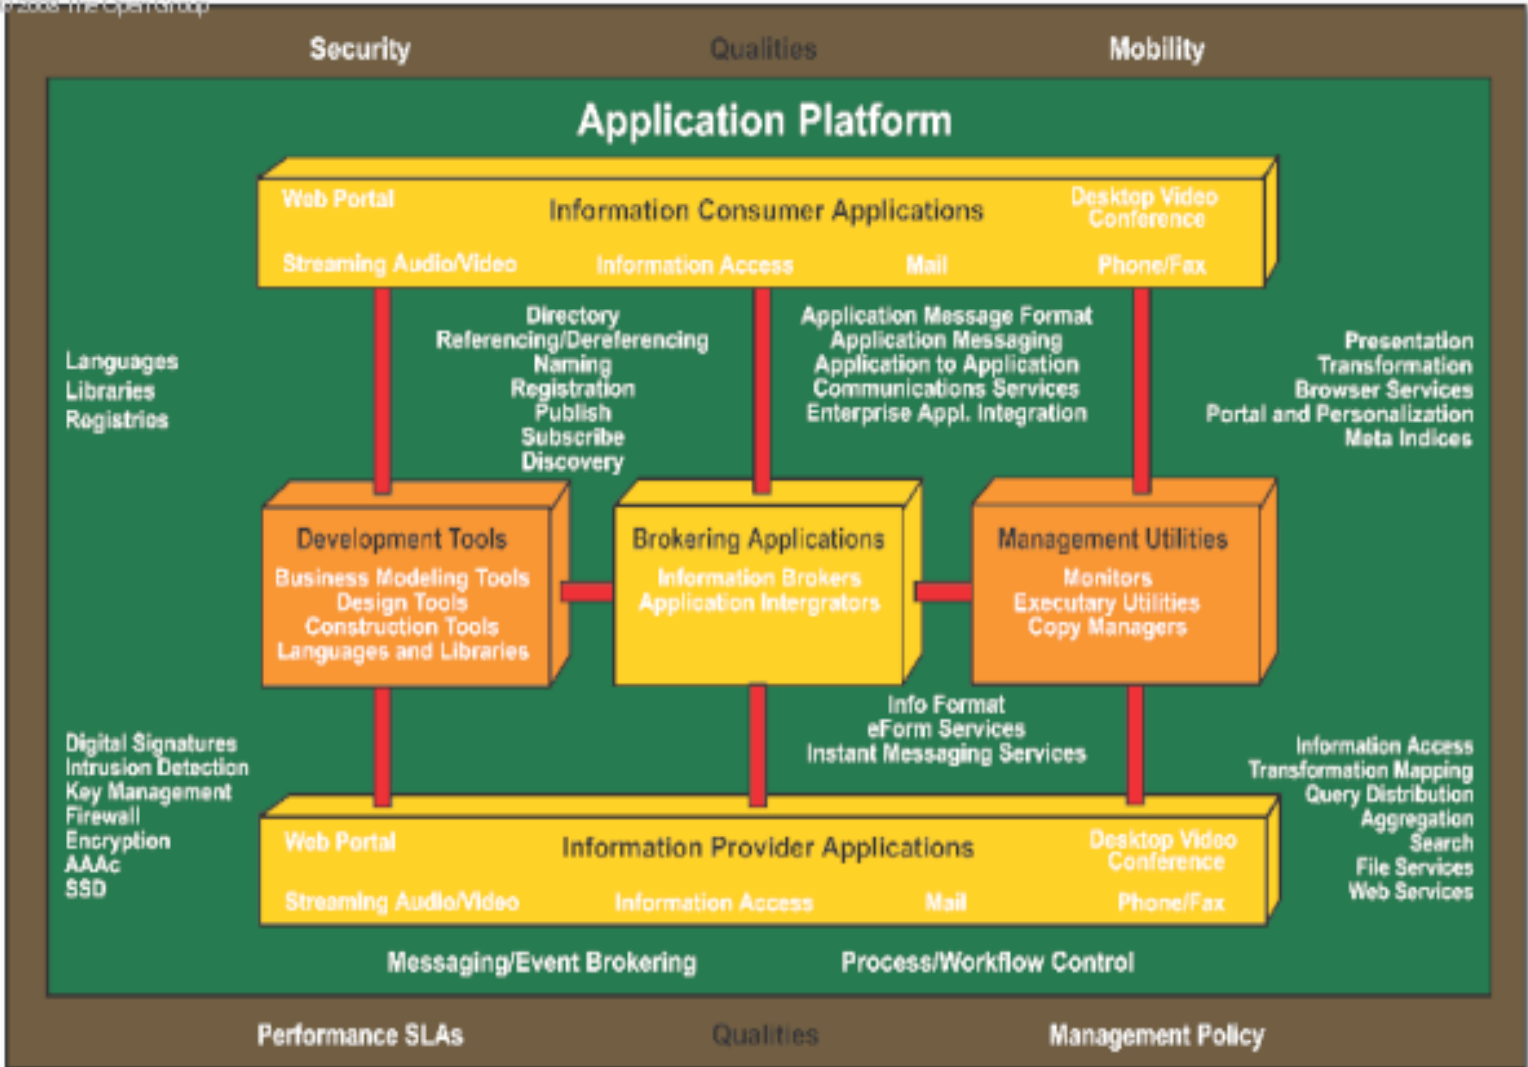 2008 The Open Group
Security
Qualities
Mobility
Application Platform
Web Portal
Information Consumer Applications
Desktop Video
Conference
Streaming Audio/Video
Information Access
Mail
Phone/Fax
Languages
Libraries
Registrios
Directory
Referencing/Dereferencing
Naming
Registration
Publish
Subscribe
Discovery
Application Message Format
Application Messaging
Application to Application
Communications Services
Enterprise Appl. Integration
Presentation
Transformation
Browser Services
Portal and Personalization
Meta Indices
Development Tools
Business Modeling Tools
Design Tools
Construction Tools
Languages and Libraries
Brokering Applications
Information Brokers
Application Intergrators
Management Utilities
Monitors
Executary Utilities
Copy Managers
Info Format
eForm Services
Instant Messaging Services
Digital Signatures
Intrusion Detection
Key Management
Firewall
Encryption
AAAc
SSD
Information Access
Transformation Mapping
Query Distribution
Aggregation
Search
File Services
Web Services
Web Portal
Information Provider Applications
Desktop Video
Conference
Streaming Audio/Video
Information Access
Mail
Phone/Fax
Messaging/Event Brokering
Process/Workflow Control
Performance SLAs
Qualities
Management Policy